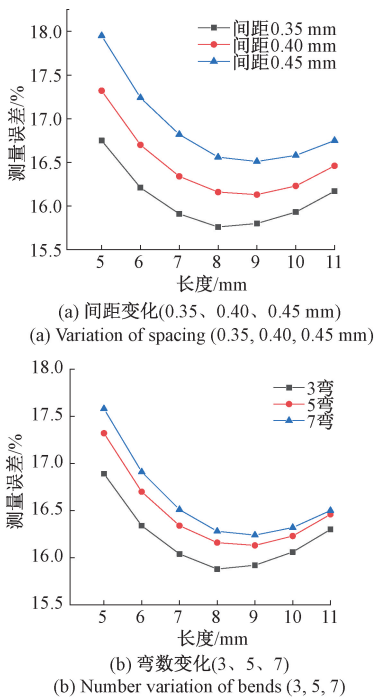 18.0
17.5
17.0
16.5
16.0
15.5
测量误差/%
间距0.35 mm
间距0.40 mm
间距0.45 mm
5 6 7 8 9 10 11
长度/mm
(a) 间距变化(0.35、0.40、0.45 mm)
(a) Variation of spacing (0.35, 0.40, 0.45 mm)
18.0
17.5
17.0
16.5
16.0
15.5
测量误差/%
3弯
5弯
7弯
5 6 7 8 9 10 11
长度/mm
(b) 弯数变化(3、5、7)
(b) Number variation of bends (3, 5, 7)